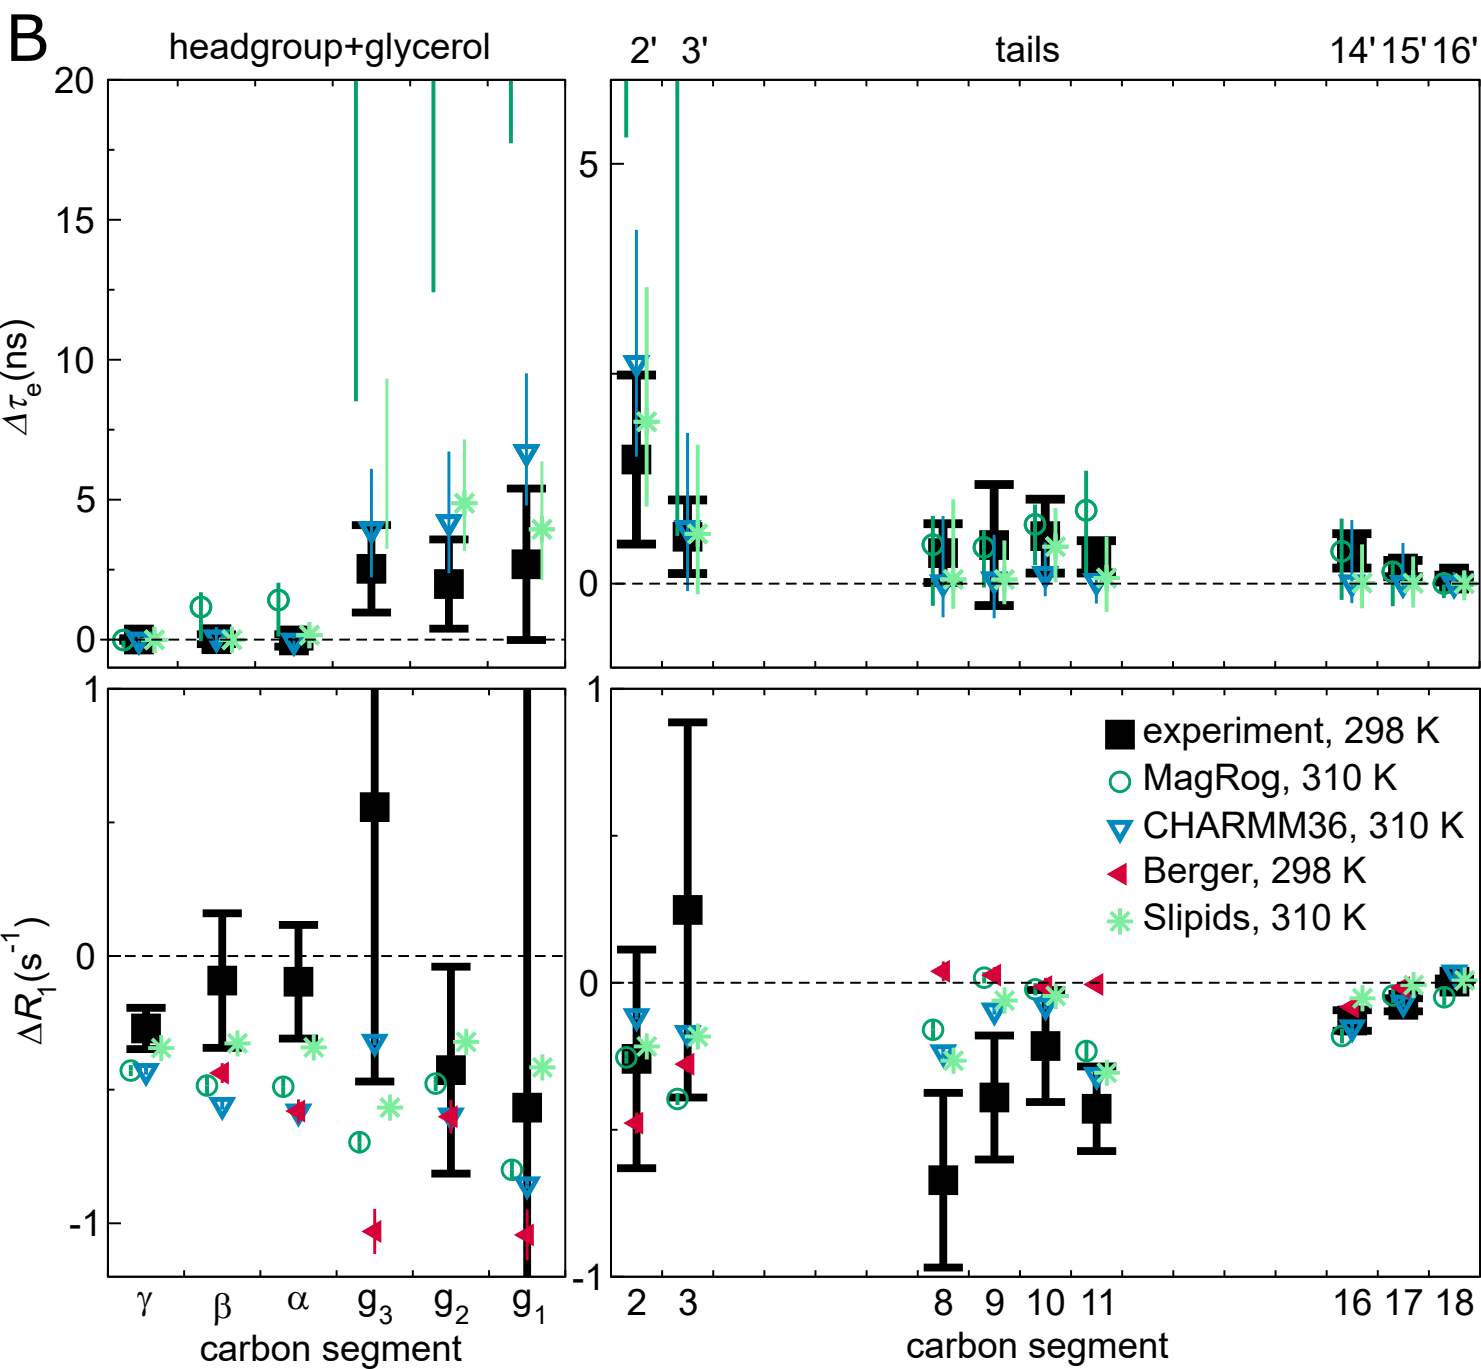 B
headgroup+glycerol
2' 3' tails 14' 15' 16'
20
15
10
5
0
Δτe(ns)
5
0
1
0
-1
ΔR1(s-1)
1
0
-1
experiment, 298 K
MagRog, 310 K
CHARMM36, 310 K
Berger, 298 K
Slipids, 310 K
γ β α g3 g2 g1
2 3 8 9 10 11 16 17 18
carbon segment
carbon segment